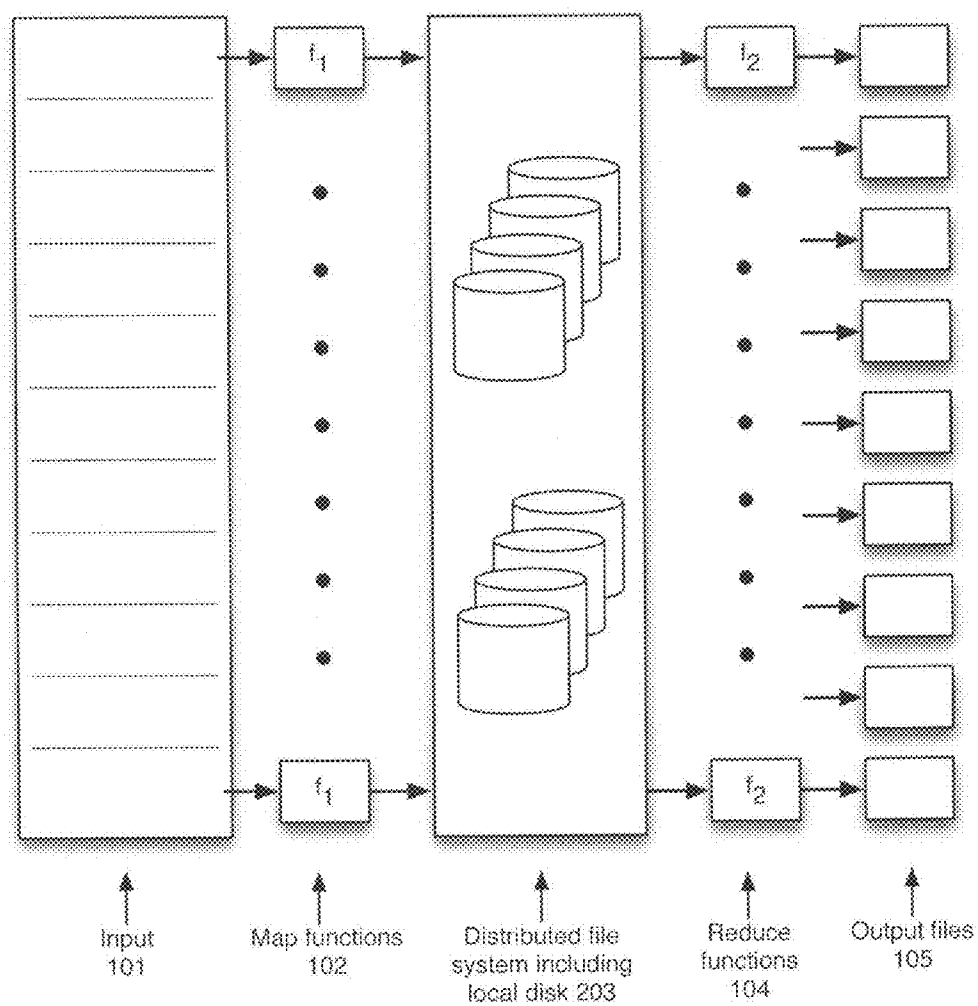 f1
f2
f1
f2
Input
101
Map functions
102
Distributed file
system including
local disk 203
Reduce
functions
104
Output files
105